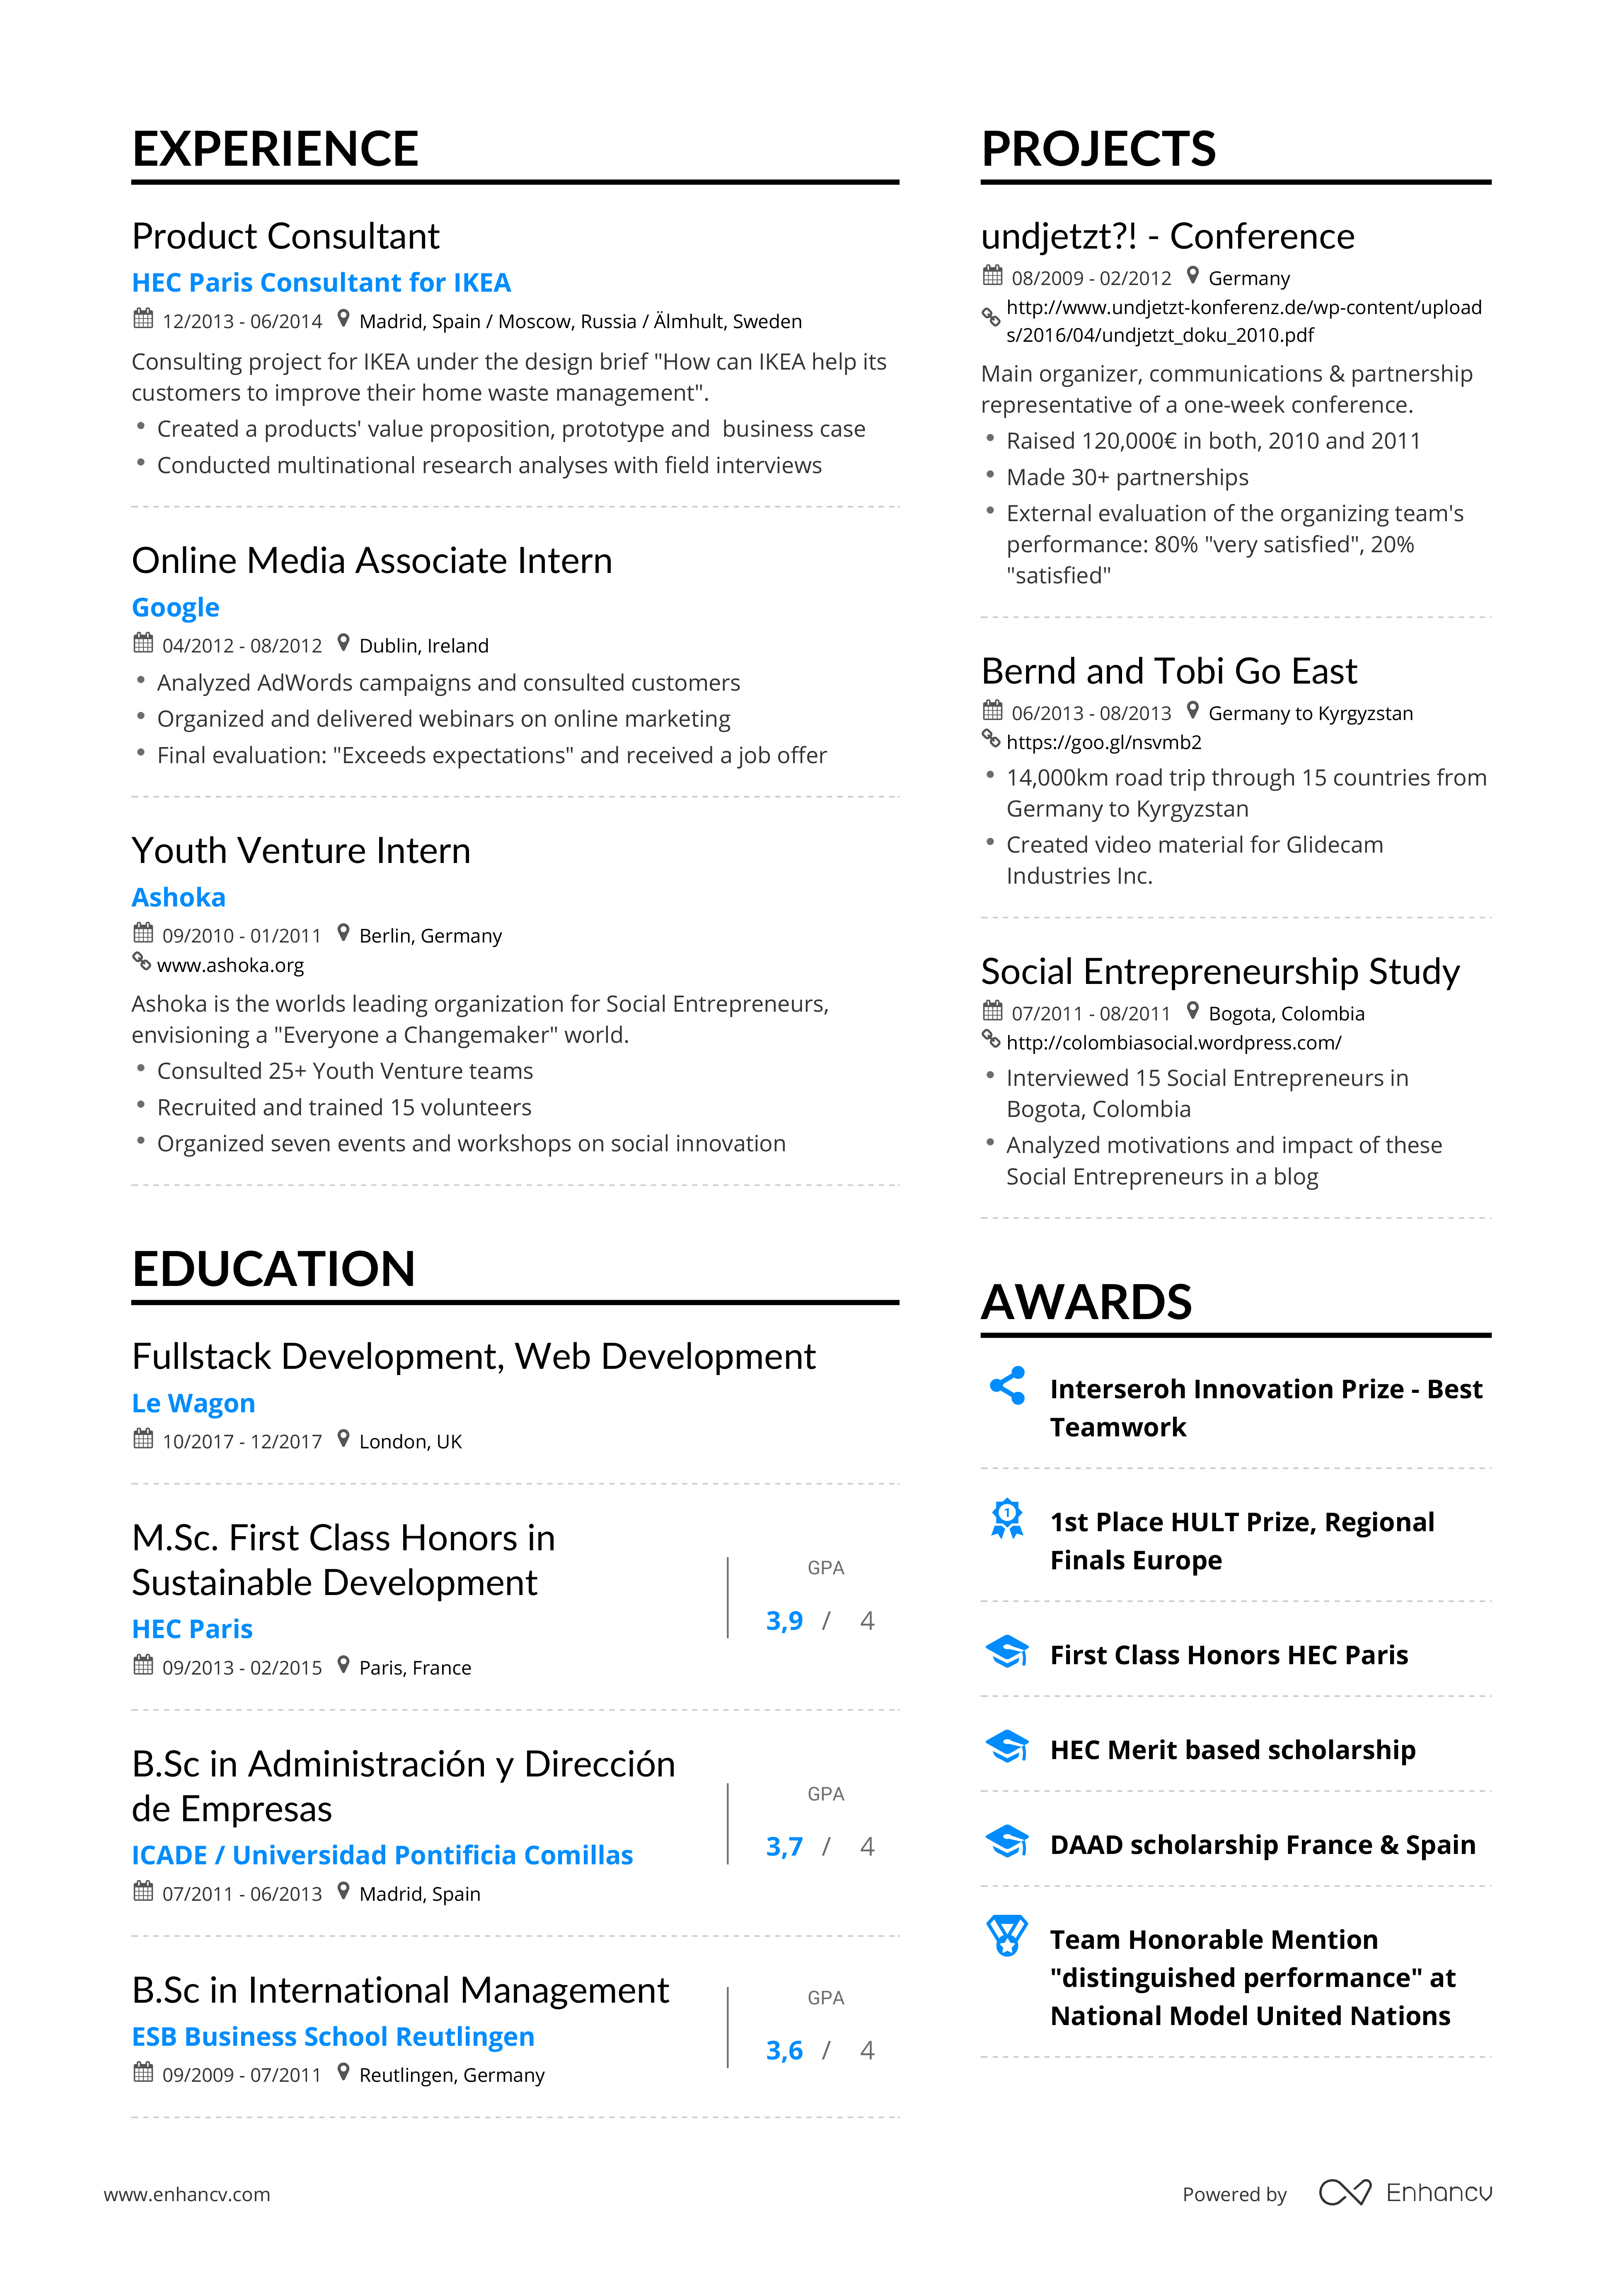 EXPERIENCE
Product Consultant
HEC Paris Consultant for IKEA
12/2013 - 06/2014 Madrid, Spain / Moscow, Russia / Älmhult, Sweden
Consulting project for IKEA under the design brief "How can IKEA help its
customers to improve their home waste management".
• Created a products' value proposition, prototype and  business case
• Conducted multinational research analyses with field interviews
Online Media Associate Intern
Google
04/2012 - 08/2012 Dublin, Ireland
• Analyzed AdWords campaigns and consulted customers
• Organized and delivered webinars on online marketing
• Final evaluation: "Exceeds expectations" and received a job offer
Youth Venture Intern
Ashoka
09/2010 - 01/2011 Berlin, Germany
www.ashoka.org
Ashoka is the worlds leading organization for Social Entrepreneurs,
envisioning a "Everyone a Changemaker" world.
• Consulted 25+ Youth Venture teams
• Recruited and trained 15 volunteers
• Organized seven events and workshops on social innovation
EDUCATION
Fullstack Development, Web Development
Le Wagon
10/2017 - 12/2017 London, UK
M.Sc. First Class Honors in
Sustainable Development
HEC Paris
09/2013 - 02/2015 Paris, France
GPA
3,9 / 4
B.Sc in Administración y Dirección
de Empresas
ICADE / Universidad Pontificia Comillas
07/2011 - 06/2013 Madrid, Spain
GPA
3,7 / 4
B.Sc in International Management
ESB Business School Reutlingen
09/2009 - 07/2011 Reutlingen, Germany
GPA
3,6 / 4
PROJECTS
undjetzt?! - Conference
08/2009 - 02/2012 Germany
http://www.undjetzt-konferenz.de/wp-content/upload
s/2016/04/undjetzt_doku_2010.pdf
Main organizer, communications & partnership
representative of a one-week conference.
• Raised 120,000€ in both, 2010 and 2011
• Made 30+ partnerships
• External evaluation of the organizing team's
performance: 80% "very satisfied", 20%
"satisfied"
Bernd and Tobi Go East
06/2013 - 08/2013 Germany to Kyrgyzstan
https://goo.gl/nsvmb2
• 14,000km road trip through 15 countries from
Germany to Kyrgyzstan
• Created video material for Glidecam
Industries Inc.
Social Entrepreneurship Study
07/2011 - 08/2011 Bogota, Colombia
http://colombiasocial.wordpress.com/
• Interviewed 15 Social Entrepreneurs in
Bogota, Colombia
• Analyzed motivations and impact of these
Social Entrepreneurs in a blog
AWARDS
Interseroh Innovation Prize - Best
Teamwork
1
1st Place HULT Prize, Regional
Finals Europe
First Class Honors HEC Paris
HEC Merit based scholarship
DAAD scholarship France & Spain
Team Honorable Mention
"distinguished performance" at
National Model United Nations
www.enhancv.com
Powered by Enhancv